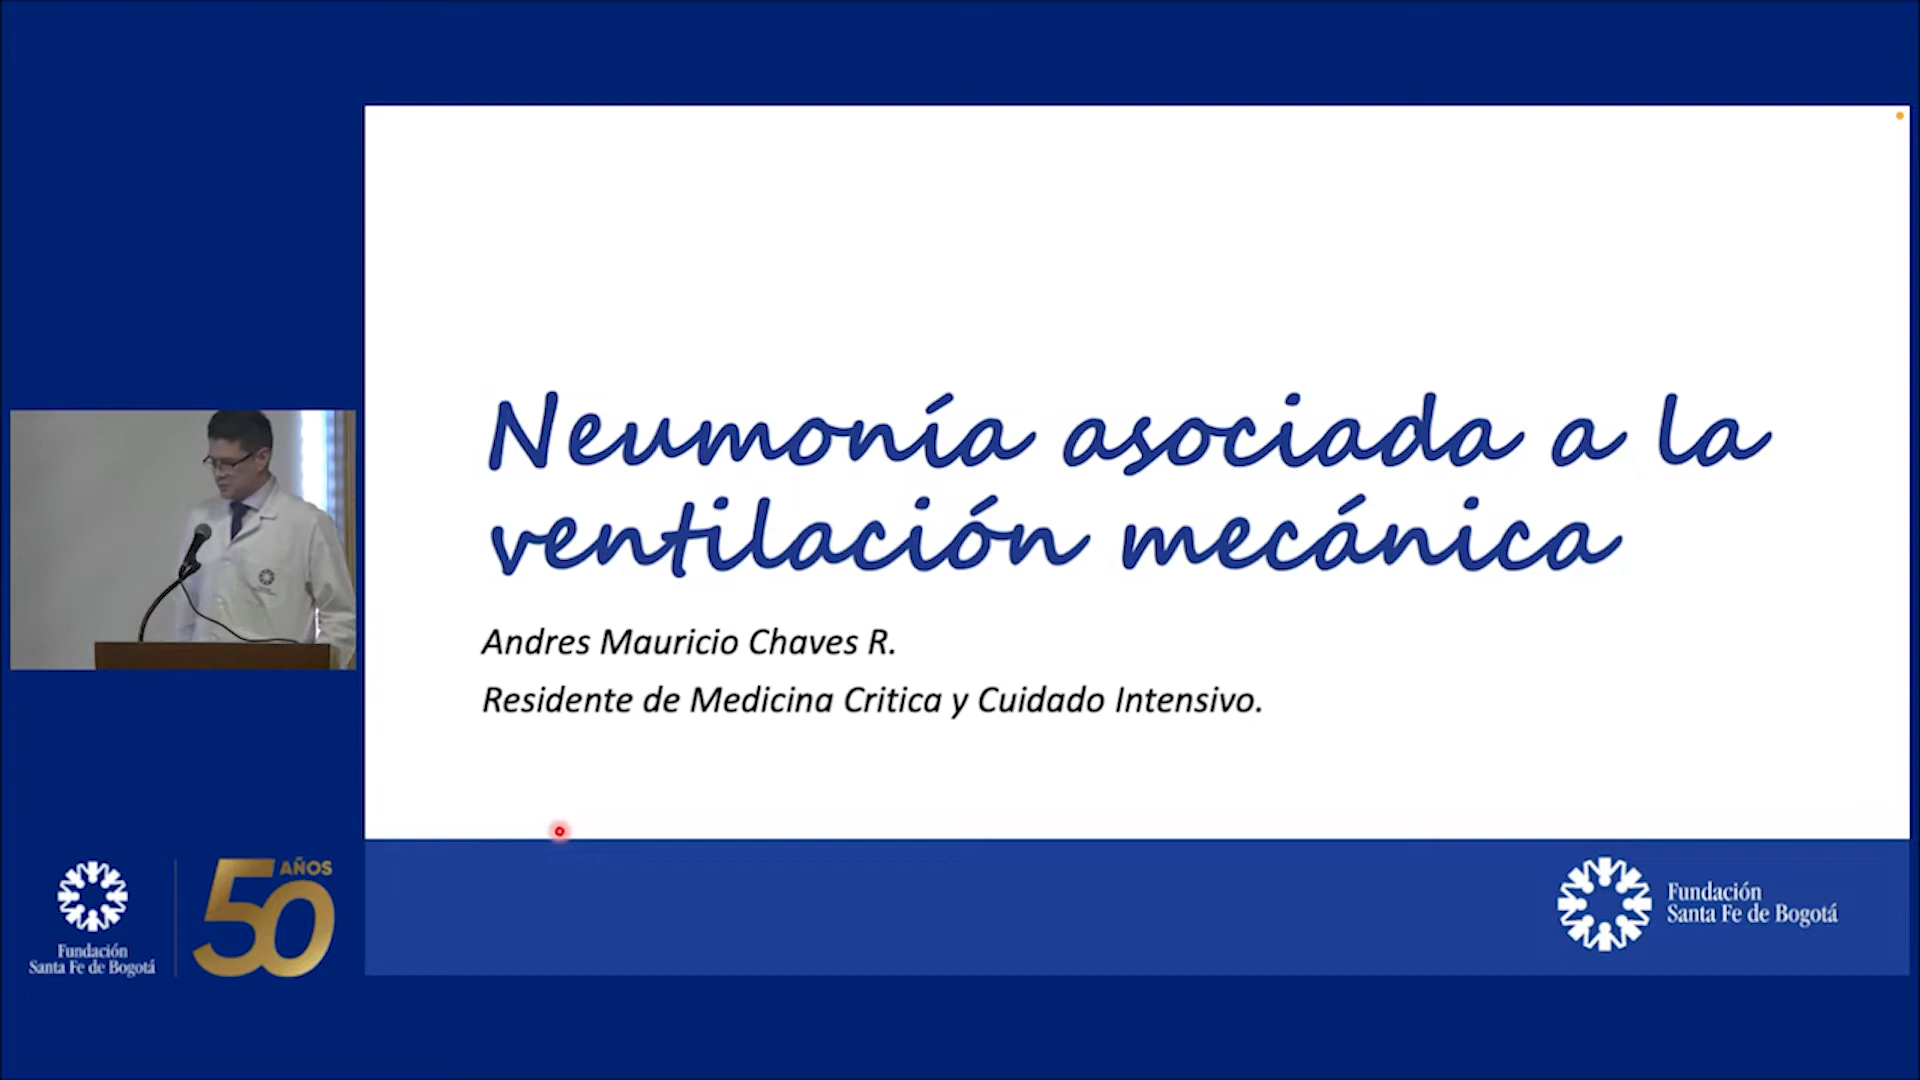 Neumonía asociada a la
ventilación mecánica
Andres Mauricio Chaves R.
Residente de Medicina Critica y Cuidado Intensivo.
Fundación
Santa Fe de Bogotá
50 AÑOS
Fundación
Santa Fe de Bogotá